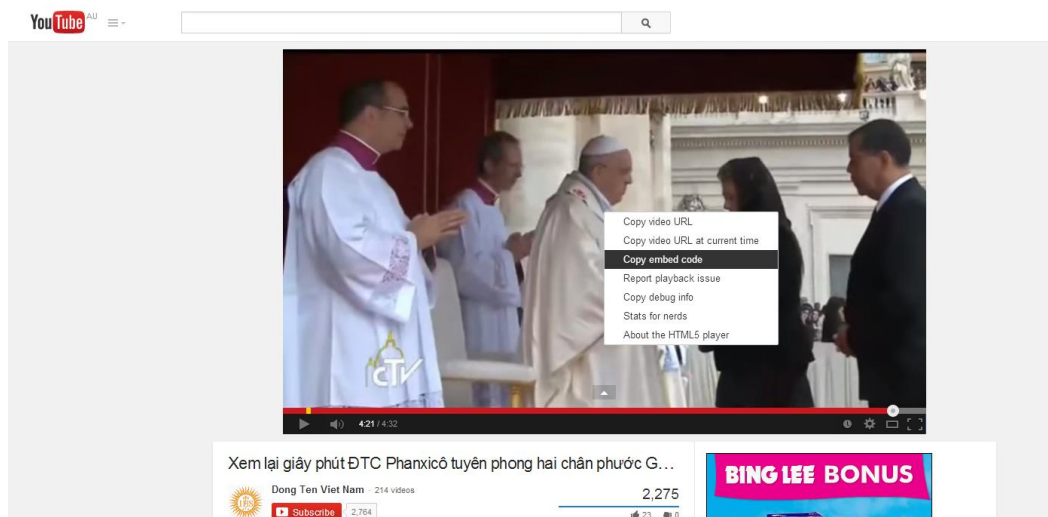 YouTube AU
Copy video URL
Copy video URL at current time
Copy embed code
Report playback issue
Copy debug info
Stats for nerds
About the HTML5 player
cTV
4:21 / 4:32
Xem lại giây phút ĐTC Phanxicô tuyên phong hai chân phước G...
Dong Ten Viet Nam · 214 videos
2,275
Subscribe 2,764
23 0
BING LEE BONUS